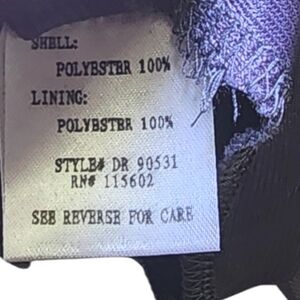 SHELL:
POLYESTER 100%
LINING:
POLYESTER 100%
STYLE# DR 90531
RN# 115602
SEE REVERSE FOR CARE